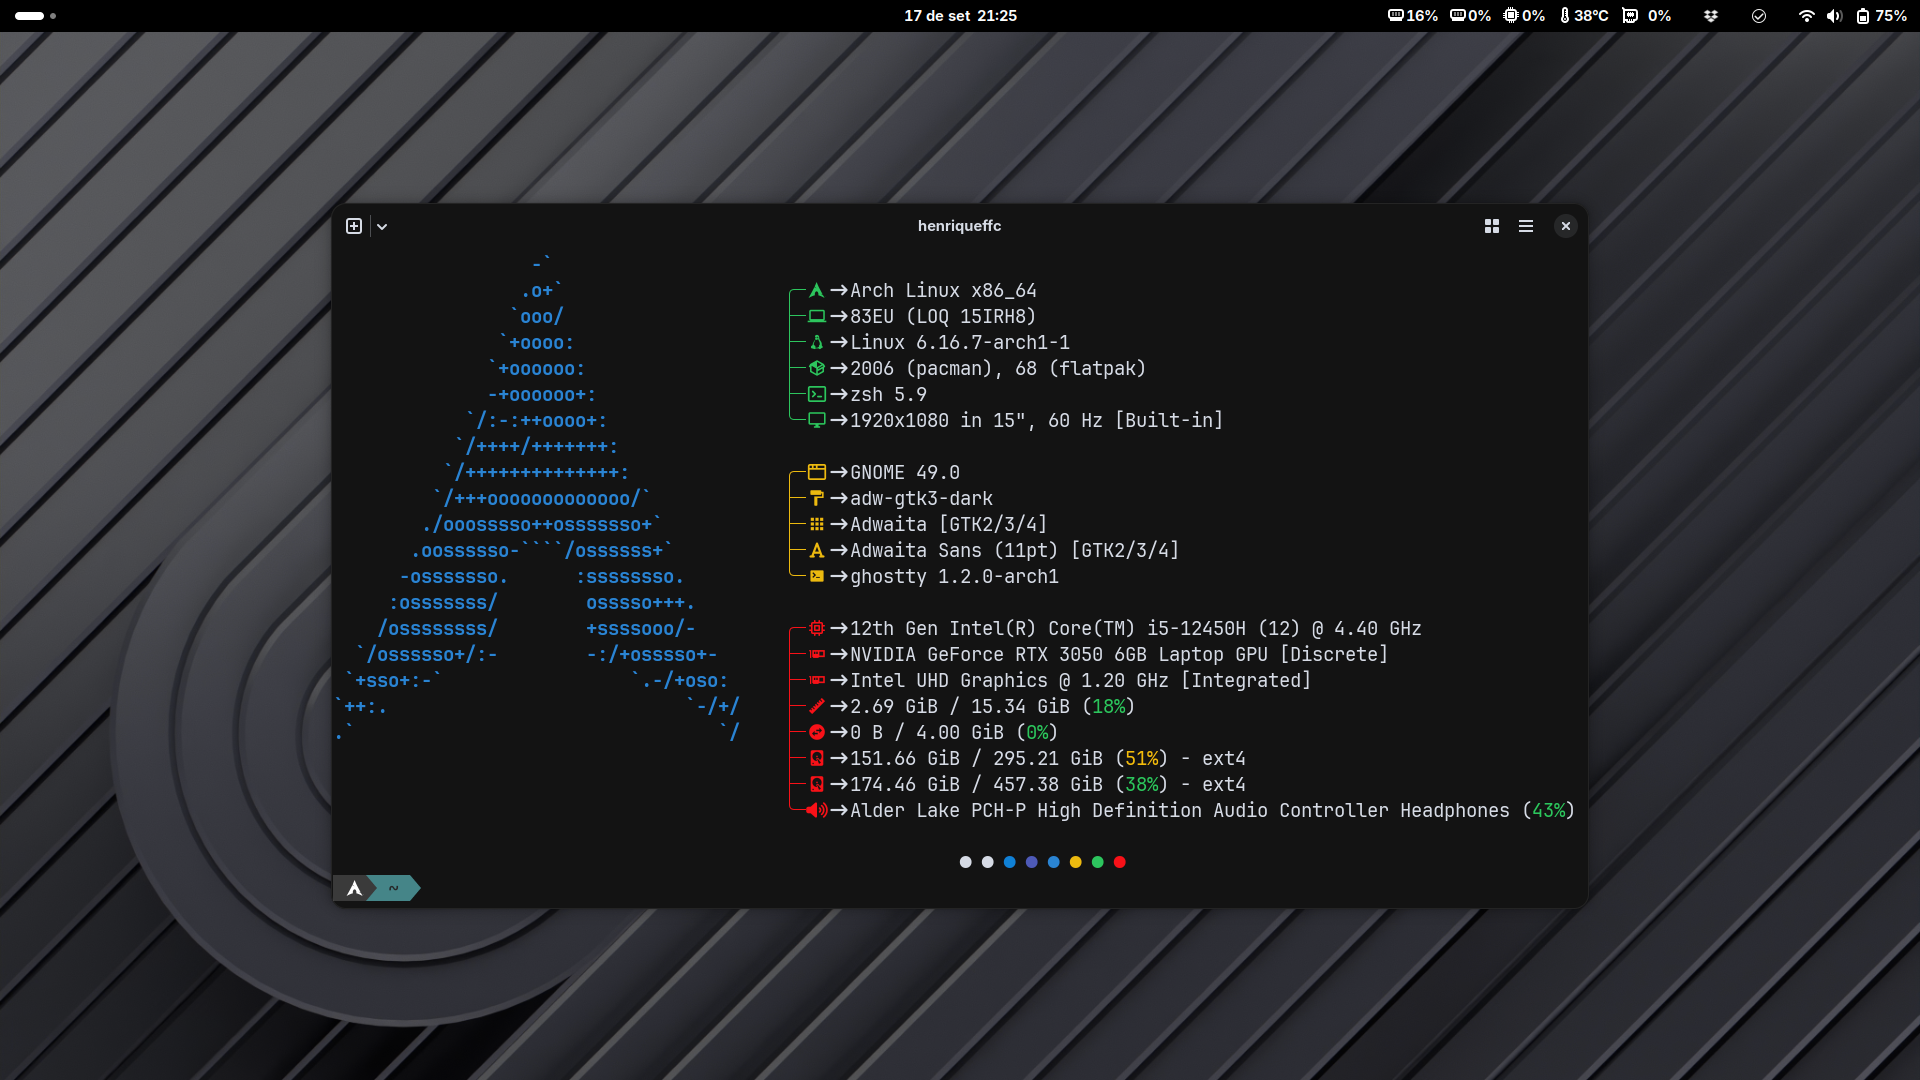 17 de set 21:25
16% 0% 0% 38°C 0% 75%
henriqueffc
-`
.o+`
`ooo/
`+oooo:
`+oooooo:
-+oooooo+:
`/:-:++oooo+:
`/++++/+++++++:
`/++++++++++++++:
`/+++ooooooooooooo/`
./ooosssso++osssssso+`
.oossssso-````/ossssss+`
-osssssso. :ssssssso.
:osssssss/ osssso+++.
/ossssssss/ +ssssooo/-
`/ossssso+/:- -:/+osssso+-
`+sso+:-` `.-/+oso:
`++:. `-/+/
.` `/
Arch Linux x86_64
83EU (LOQ 15IRH8)
Linux 6.16.7-arch1-1
2006 (pacman), 68 (flatpak)
zsh 5.9
1920x1080 in 15", 60 Hz [Built-in]
GNOME 49.0
adw-gtk3-dark
Adwaita [GTK2/3/4]
Adwaita Sans (11pt) [GTK2/3/4]
ghostty 1.2.0-arch1
12th Gen Intel(R) Core(TM) i5-12450H (12) @ 4.40 GHz
NVIDIA GeForce RTX 3050 6GB Laptop GPU [Discrete]
Intel UHD Graphics @ 1.20 GHz [Integrated]
2.69 GiB / 15.34 GiB (18%)
0 B / 4.00 GiB (0%)
151.66 GiB / 295.21 GiB (51%) - ext4
174.46 GiB / 457.38 GiB (38%) - ext4
Alder Lake PCH-P High Definition Audio Controller Headphones (43%)
~